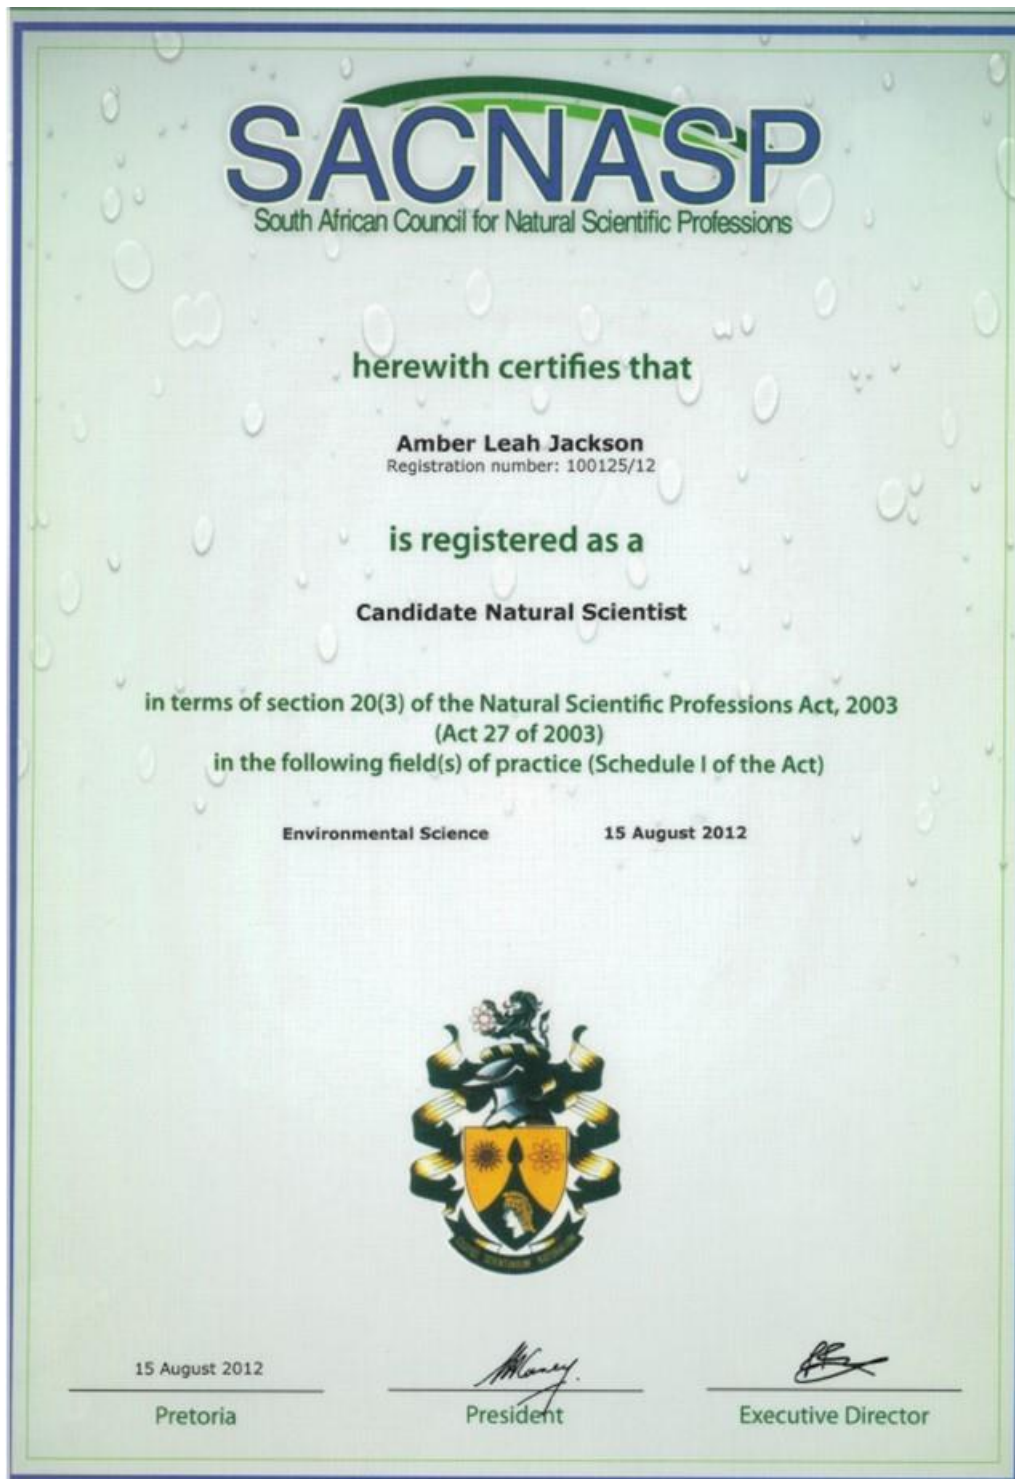 SACNASP
South African Council for Natural Scientific Professions
herewith certifies that
Amber Leah Jackson
Registration number: 100125/12
is registered as a
Candidate Natural Scientist
in terms of section 20(3) of the Natural Scientific Professions Act, 2003
(Act 27 of 2003)
in the following field(s) of practice (Schedule I of the Act)
Environmental Science 15 August 2012
15 August 2012
Pretoria President Executive Director